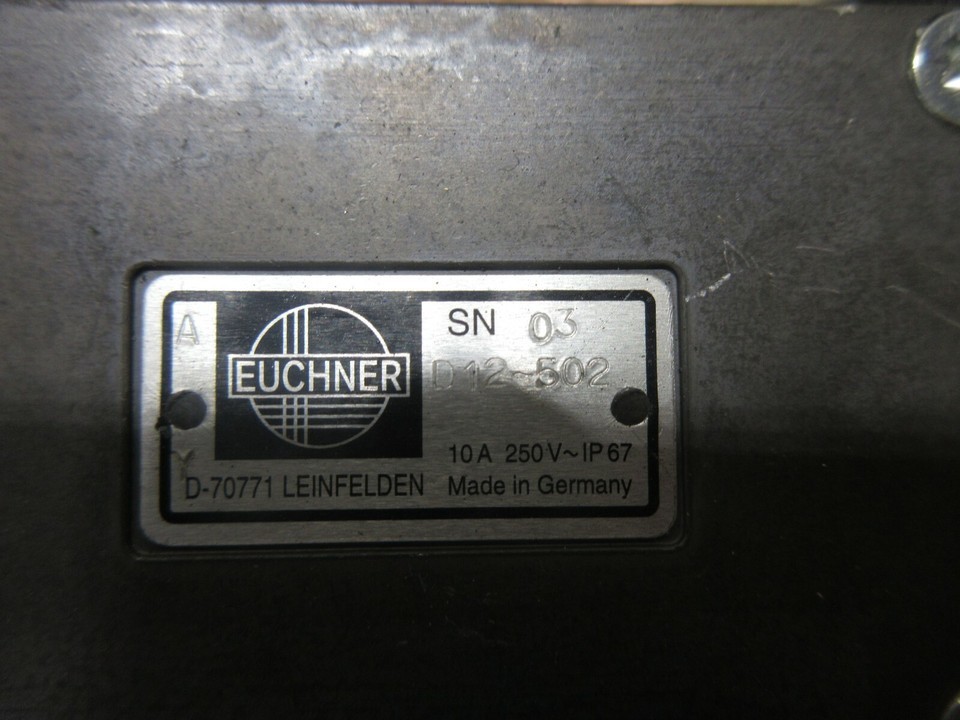 A
EUCHNER
SN 03
D12-502
10 A 250 V~ IP 67
Y
D-70771 LEINFELDEN Made in Germany